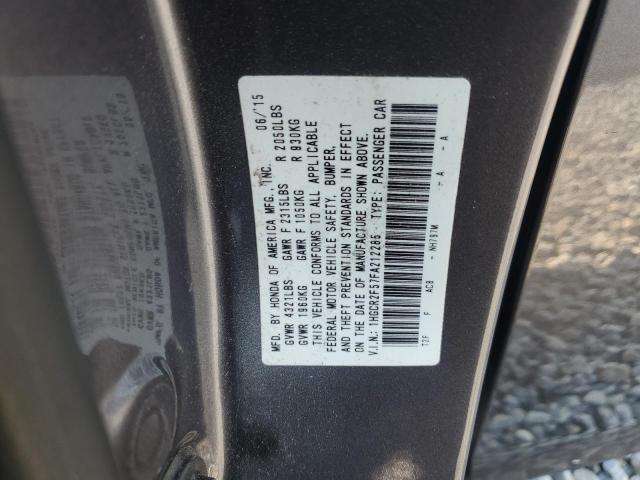 MFD. BY HONDA OF AMERICA MFG., INC. 06/'15
GVWR 4321LBS GAWR F 2315LBS R 2050LBS
GVWR 1960KG GAWR F 1050KG R 930KG
THIS VEHICLE CONFORMS TO ALL APPLICABLE
FEDERAL MOTOR VEHICLE SAFETY, BUMPER,
AND THEFT PREVENTION STANDARDS IN EFFECT
ON THE DATE OF MANUFACTURE SHOWN ABOVE.
V.I.N.: 1HGCR2F57FA212285 TYPE: PASSENGER CAR
T2F F AC8 - NH797M - A - A